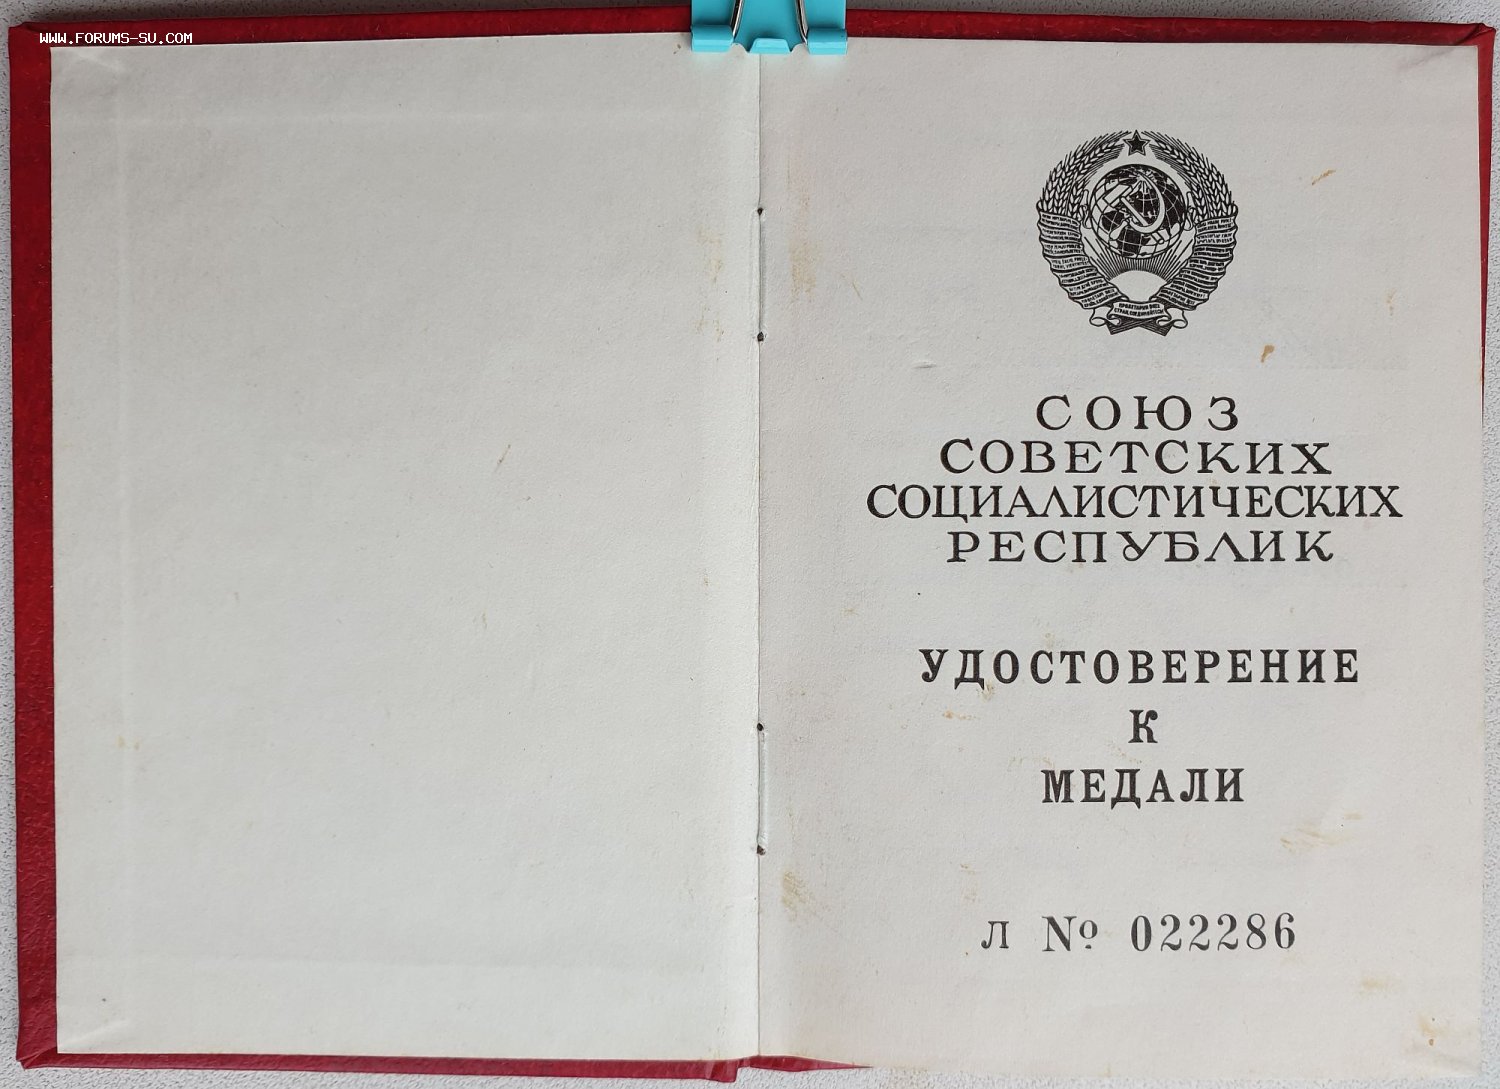 WWW.FORUMS-SU.COM
СОЮЗ
СОВЕТСКИХ
СОЦИАЛИСТИЧЕСКИХ
РЕСПУБЛИК
УДОСТОВЕРЕНИЕ
К
МЕДАЛИ
Л № 022286